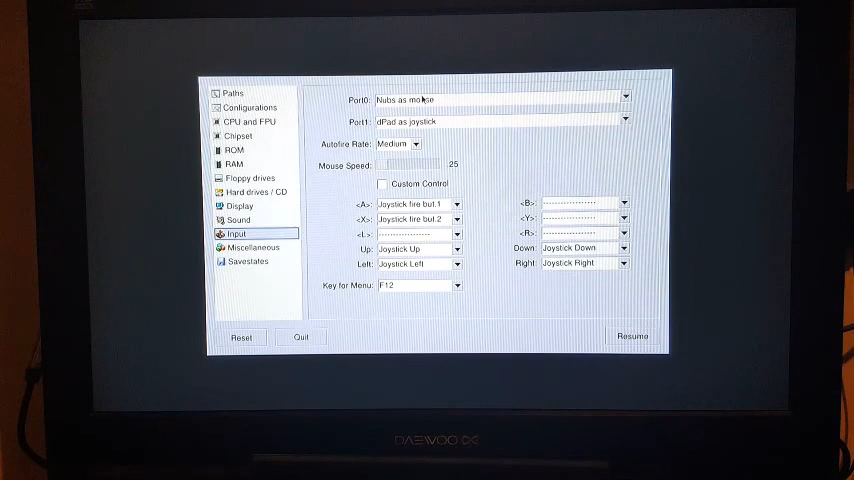 Paths
Configurations
CPU and FPU
Chipset
ROM
RAM
Floppy drives
Hard drives / CD
Display
Sound
Input
Miscellaneous
Savestates
Port0: Nubs as mouse
Port1: dPad as joystick
Autofire Rate: Medium
Mouse Speed: .25
Custom Control
<A>: Joystick fire but.1 <B>: ------------------
<X>: Joystick fire but.2 <Y>: ------------------
<L>: ------------------ <R>: ------------------
Up: Joystick Up Down: Joystick Down
Left: Joystick Left Right: Joystick Right
Key for Menu: F12
Reset Quit Resume
DAEWOO